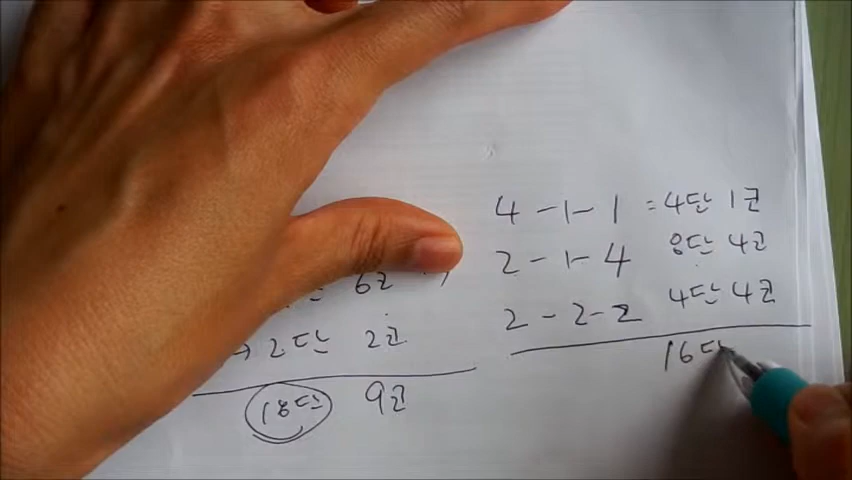 6코
2단 2코
18단 9코
4-1-1 = 4단 1코
2-1-4 8단 4코
2-2-2 4단 4코
16단